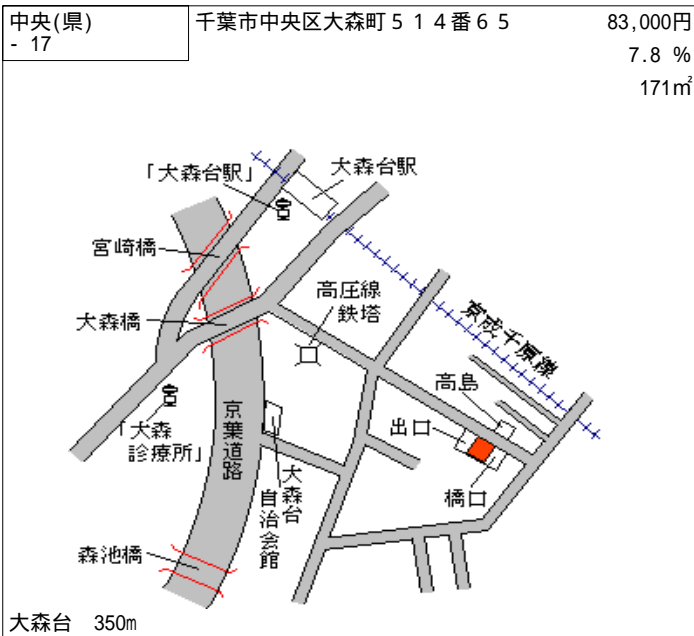 中央(県)
- 17
千葉市中央区大森町５１４番６５
83,000円
7.8 %
171㎡
「大森台駅」
大森台駅
宮崎橋
高圧線
鉄塔
大森橋
京成千原線
高島
出口
橋口
「大森
診療所」
京葉道路
大森台
自治会館
森池橋
大森台 350m